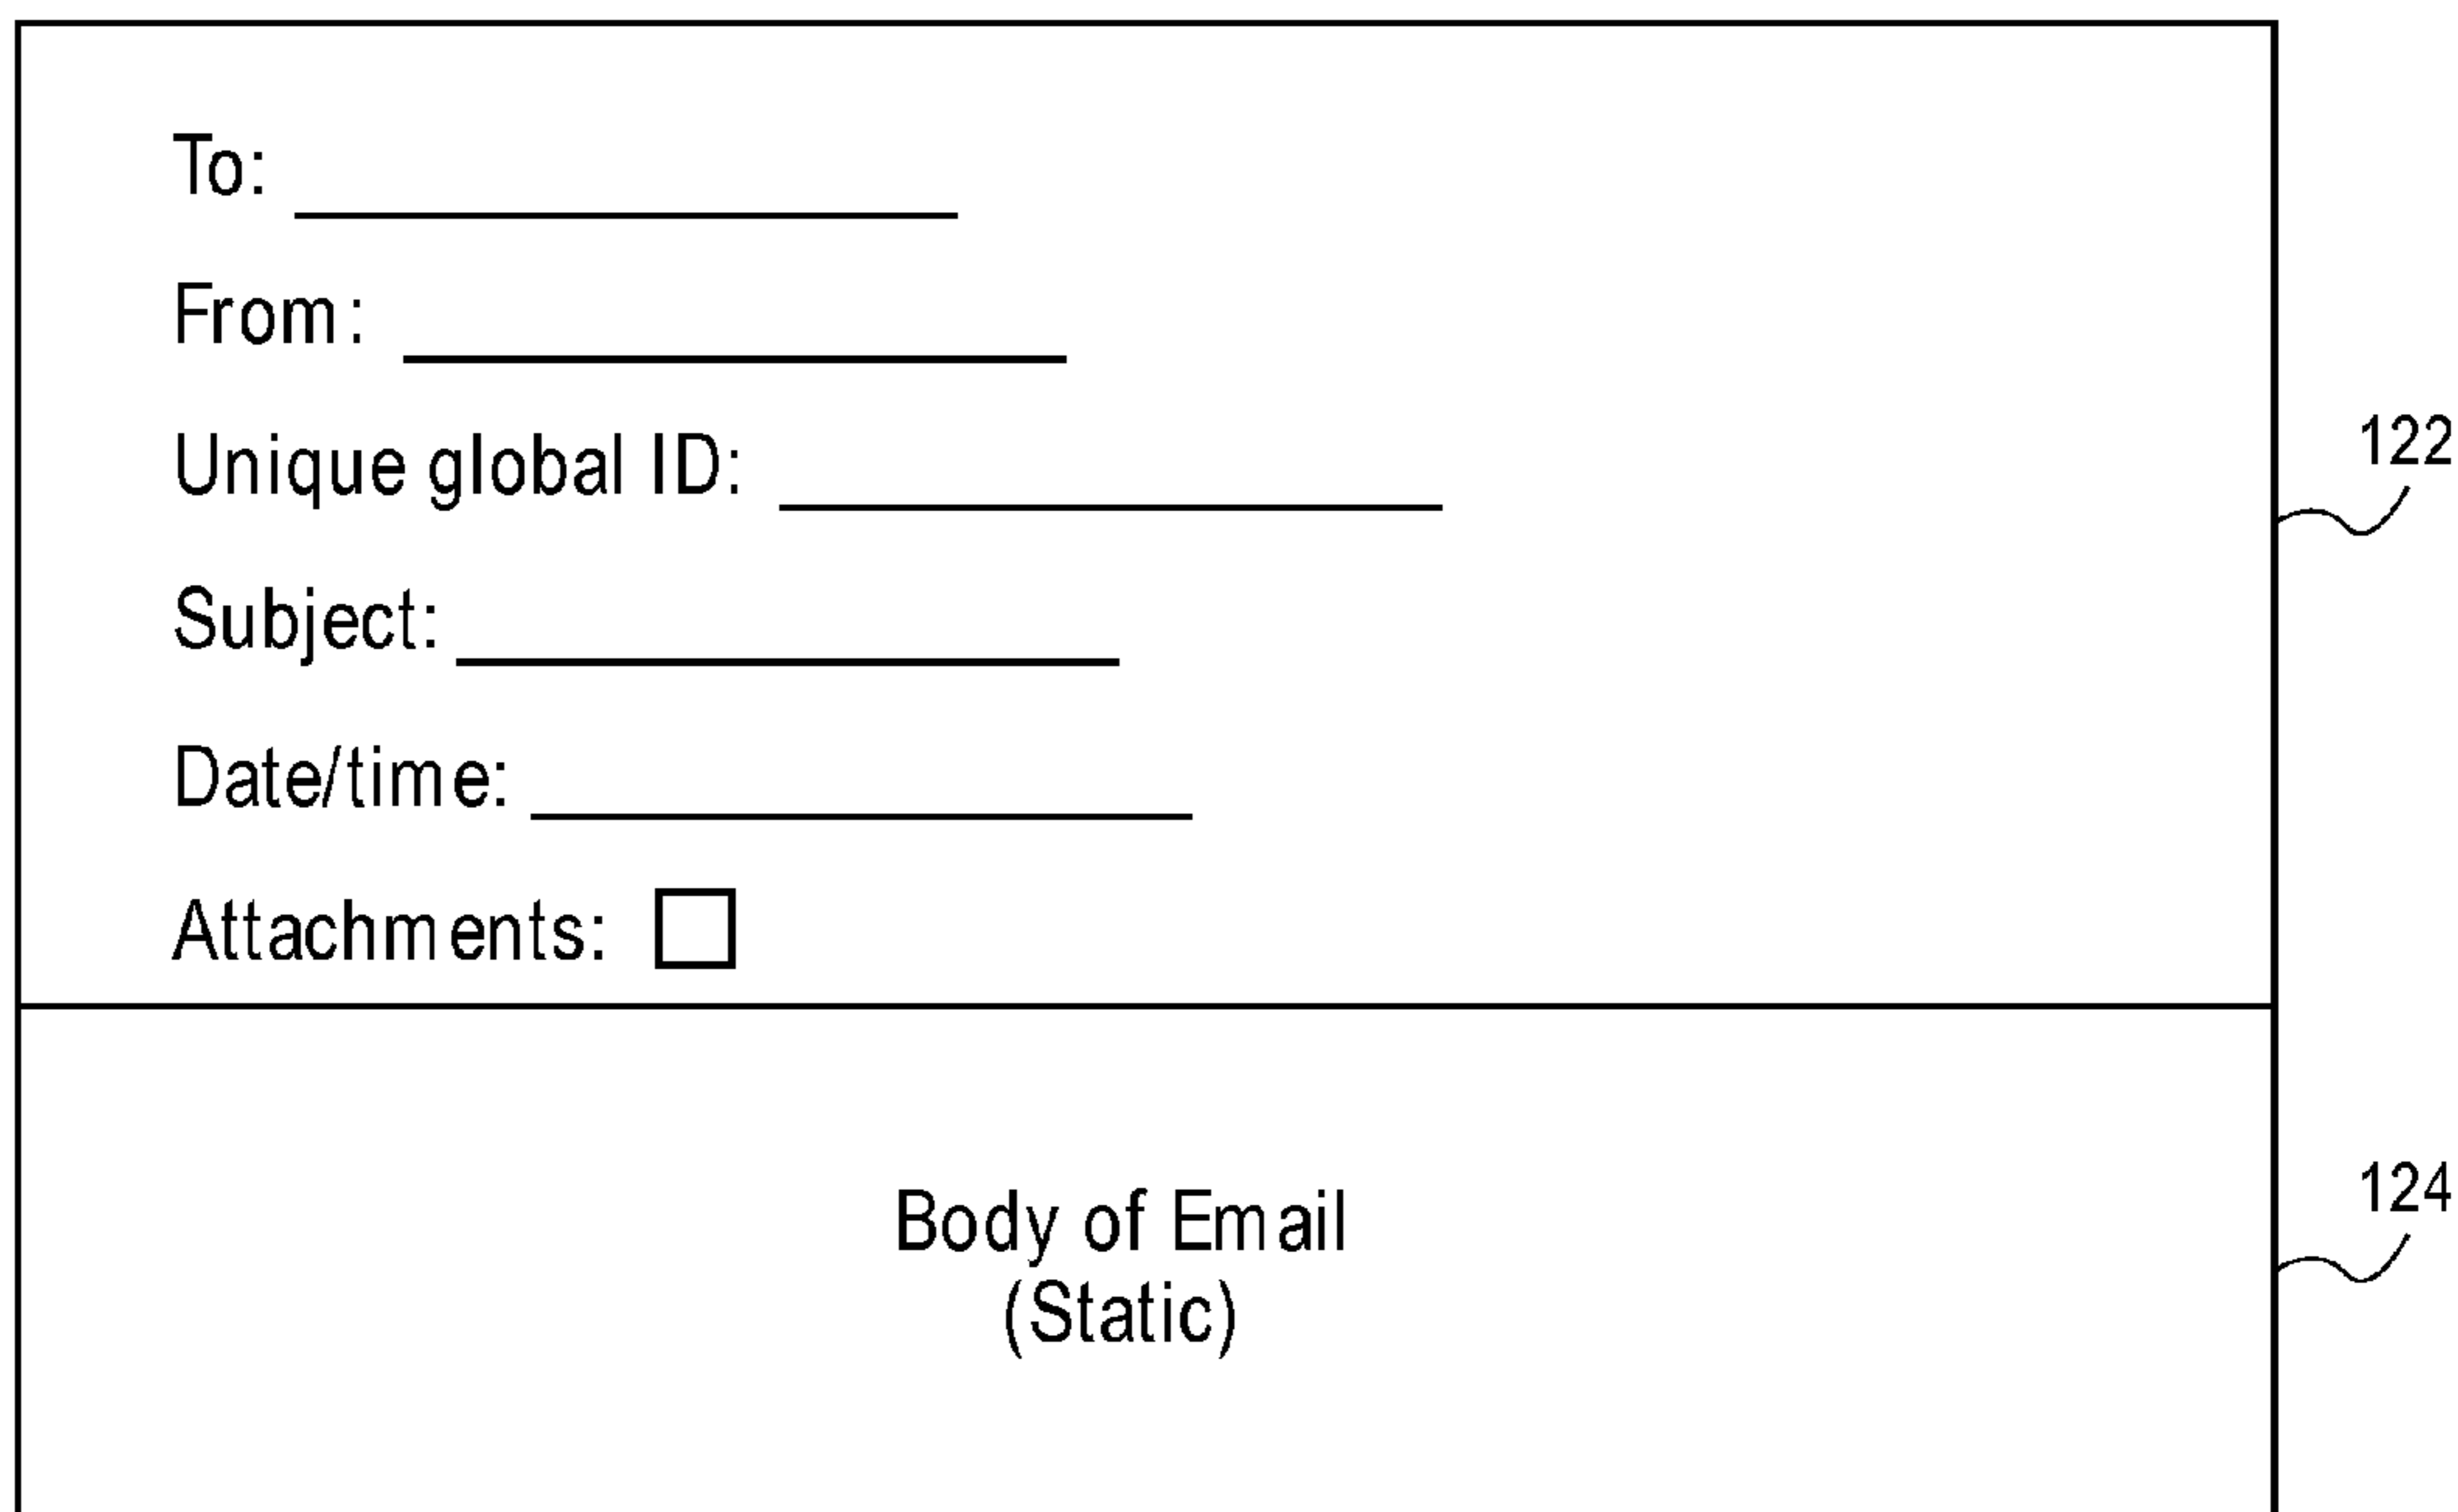 To:
From:
Unique global ID:
122
Subject:
Date/time:
Attachments:
Body of Email
124
(Static)